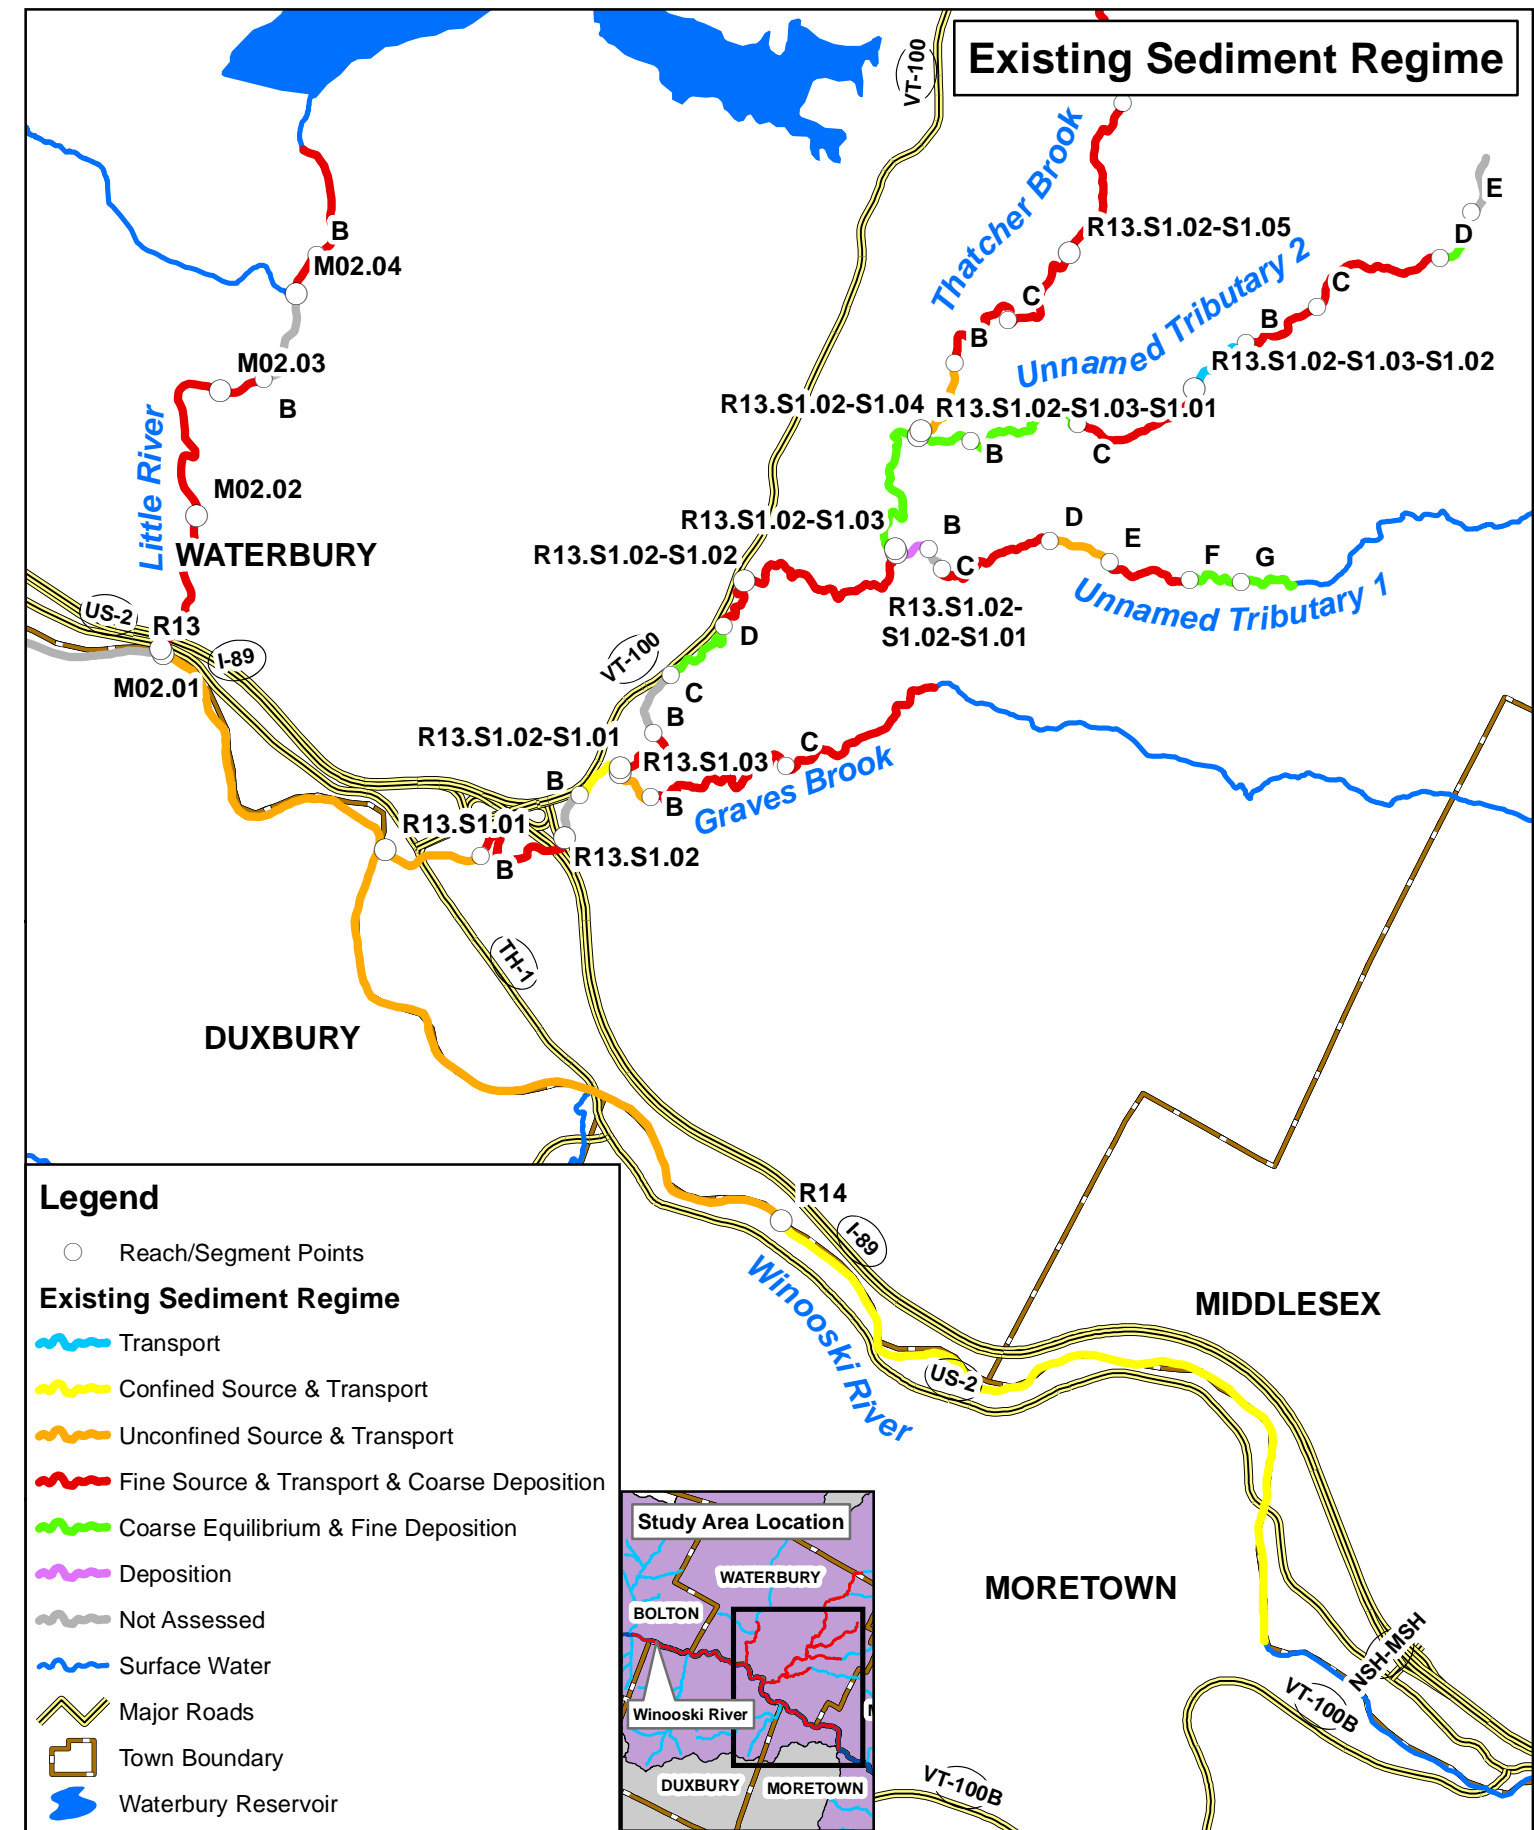 Existing Sediment Regime
VT-100
Thatcher Brook
E
B
R13.S1.02-S1.05
D
M02.04
Unnamed Tributary 2
C
C
B
B
M02.03
R13.S1.02-S1.03-S1.02
B
R13.S1.02-S1.04
R13.S1.02-S1.03-S1.01
B
C
Little River
M02.02
R13.S1.02-S1.03
B
D
WATERBURY
R13.S1.02-S1.02
E
C
F
G
Unnamed Tributary 1
US-2
R13.S1.02-
S1.02-S1.01
R13
D
I-89
VT-100
M02.01
C
B
R13.S1.02-S1.01
C
R13.S1.03
B
B
Graves Brook
R13.S1.01
R13.S1.02
B
TH-1
DUXBURY
R14
I-89
Winooski River
MIDDLESEX
US-2
MORETOWN
NSH-MSH
VT-100B
VT-100B
Legend
Reach/Segment Points
Existing Sediment Regime
Transport
Confined Source & Transport
Unconfined Source & Transport
Fine Source & Transport & Coarse Deposition
Coarse Equilibrium & Fine Deposition
Deposition
Not Assessed
Surface Water
Major Roads
Town Boundary
Waterbury Reservoir
Study Area Location
WATERBURY
BOLTON
Winooski River
DUXBURY
MORETOWN